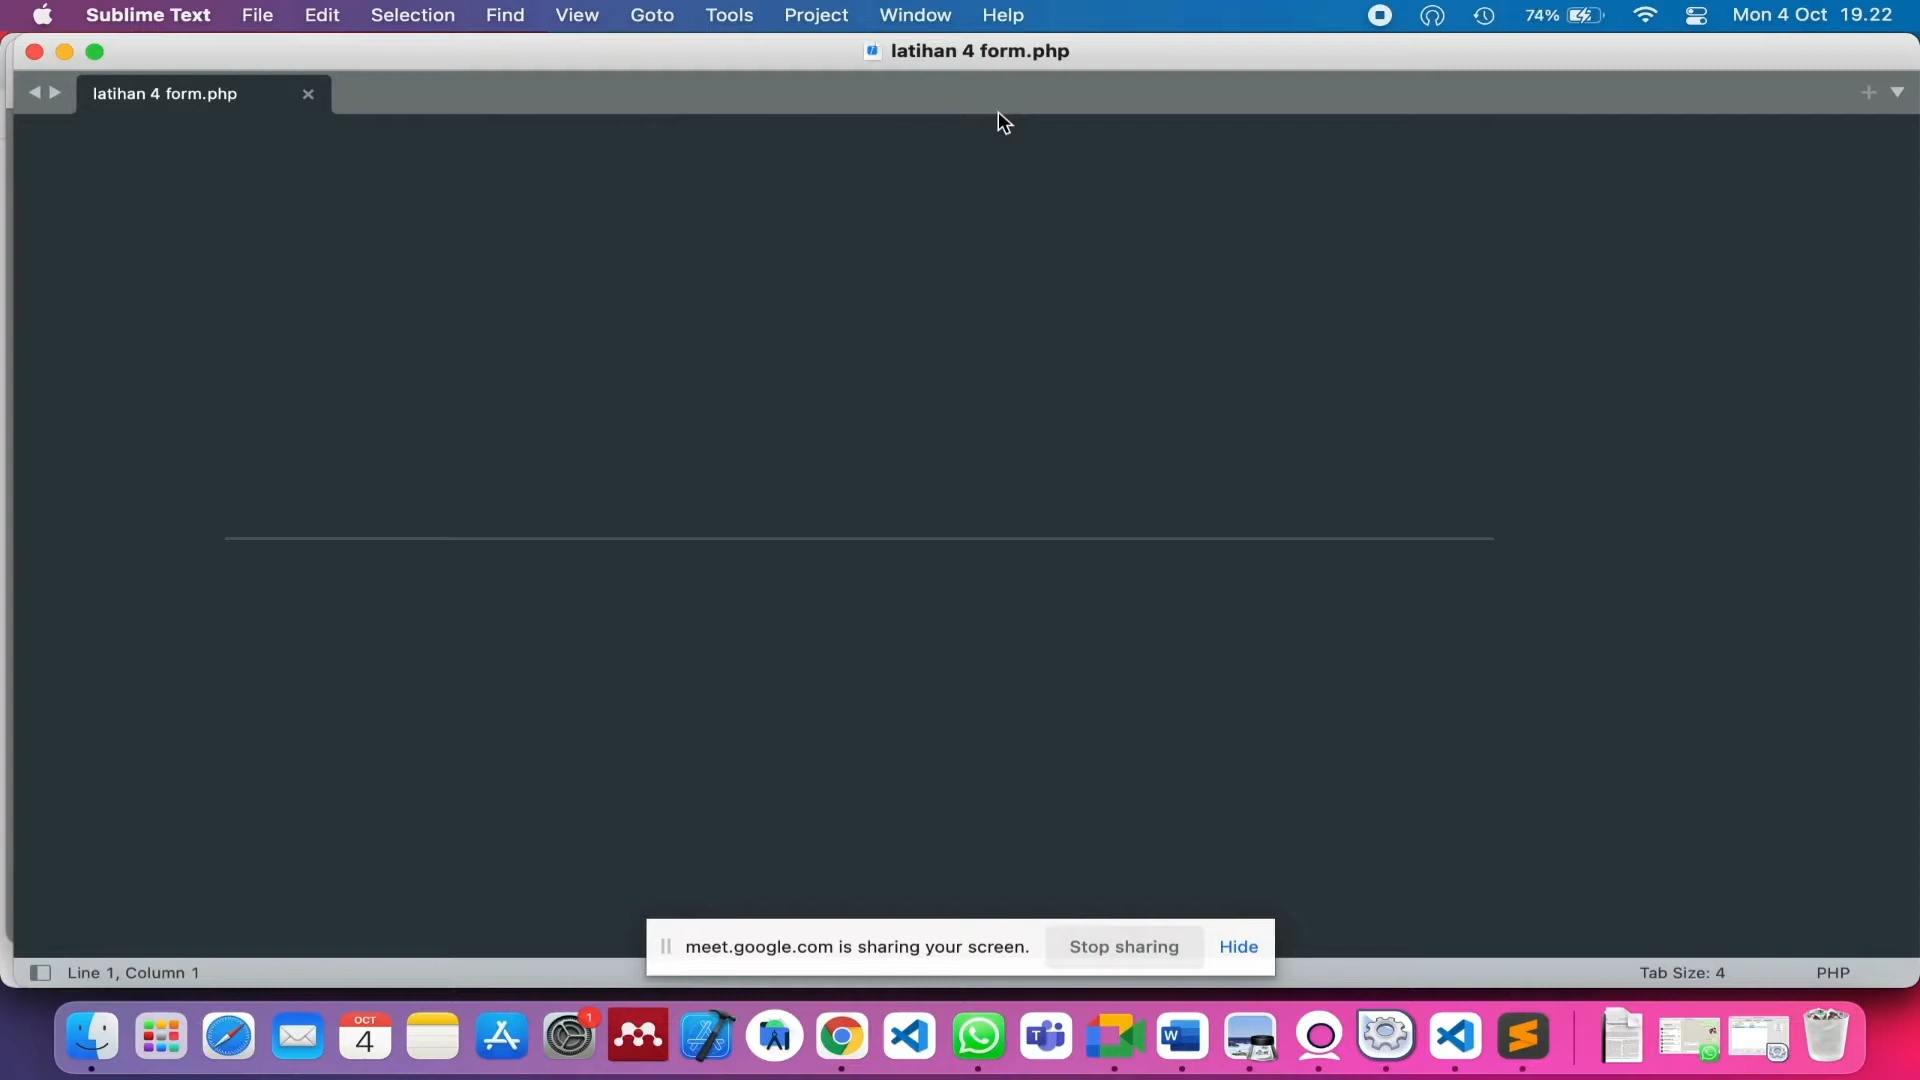 Sublime Text File Edit Selection Find View Goto Tools Project Window Help 74% Mon 4 Oct 19.22
latihan 4 form.php
latihan 4 form.php
meet.google.com is sharing your screen. Stop sharing Hide
Line 1, Column 1 Tab Size: 4 PHP
OCT
4
1